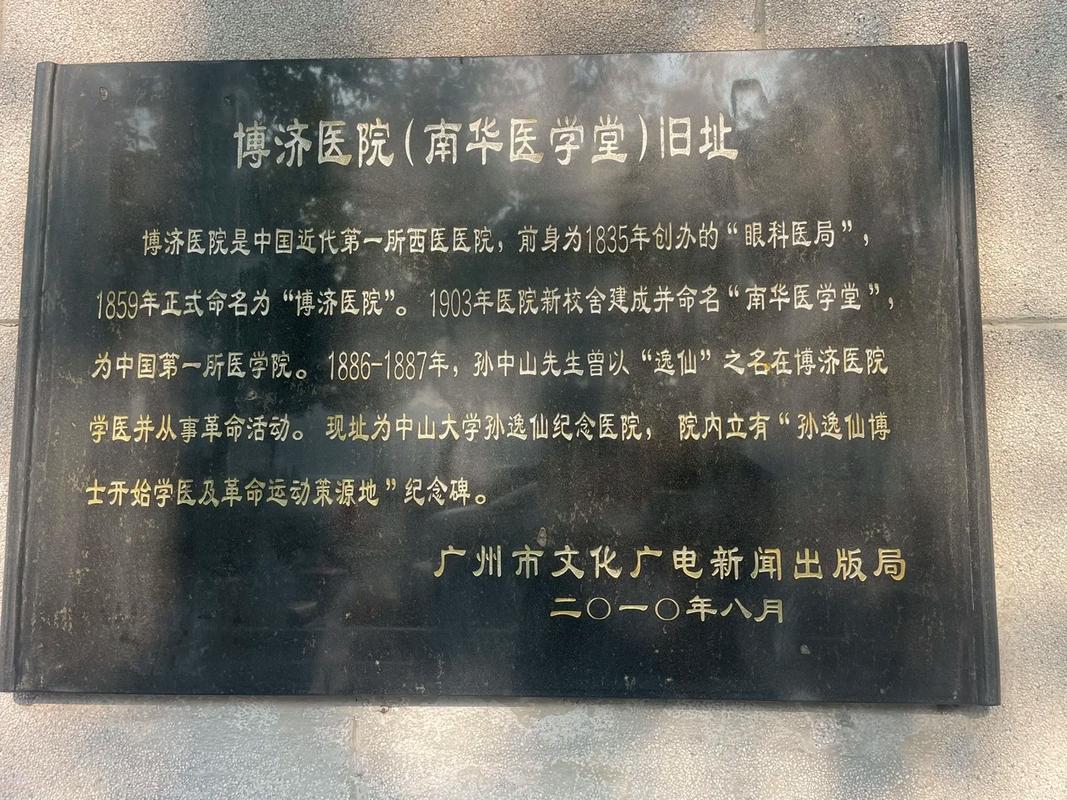 博济医院(南华医学堂)旧址
博济医院是中国近代第一所西医医院，前身为1835年创办的“眼科医局”，
1859年正式命名为“博济医院”。1903年医院新校舍建成并命名“南华医学堂”，
为中国第一所医学院。1886-1887年，孙中山先生曾以“逸仙”之名在博济医院
学医并从事革命活动。现址为中山大学孙逸仙纪念医院，院内立有“孙逸仙博
士开始学医及革命运动策源地”纪念碑。
广州市文化广电新闻出版局
二〇一〇年八月